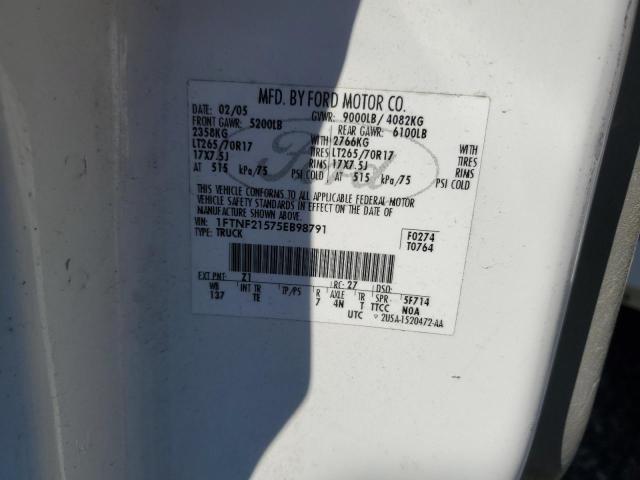 MFD. BY FORD MOTOR CO.
DATE: 02/05 GVWR: 9000LB/ 4082KG
FRONT GAWR: 5200LB REAR GAWR: 6100LB
2358KG WITH 2766KG WITH
LT265/70R17 TIRES LT265/70R17 TIRES
17X7.5J RIMS 17X7.5J RIMS
AT 515 kPa/75 PSI COLD AT 515 kPa/75 PSI COLD
Ford
THIS VEHICLE CONFORMS TO ALL APPLICABLE FEDERAL MOTOR
VEHICLE SAFETY STANDARDS IN EFFECT ON THE DATE OF
MANUFACTURE SHOWN ABOVE.
VIN: 1FTNF21575EB98791 F0274
TYPE: TRUCK T0764
EXT PNT: Z1 RC: 27 DSO:
WB INT TR TP/PS R AXLE TR SPR 5F714
137 TE 7 4N T TTCC NOA
UTC 2USA-1520472-AA